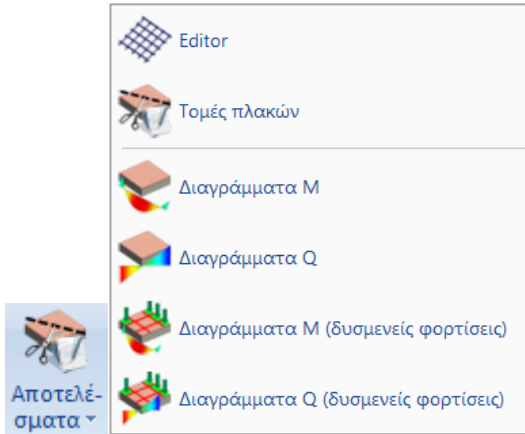 Editor
Τομές πλακών
Διαγράμματα Μ
Διαγράμματα Q
Διαγράμματα Μ (δυσμενείς φορτίσεις)
Διαγράμματα Q (δυσμενείς φορτίσεις)
Αποτελέ-
σματα